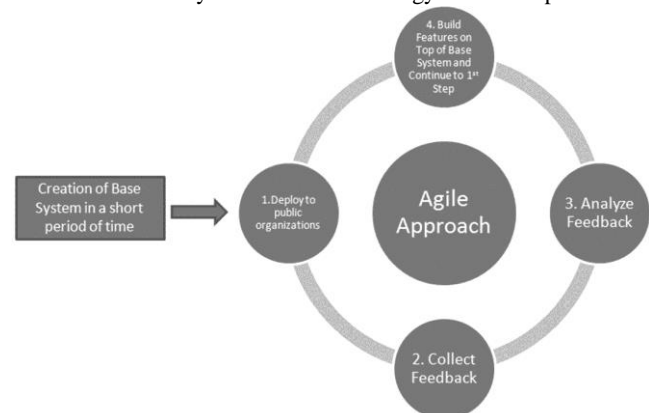 Creation of Base
System in a short
period of time
1.Deploy to
public
organizations
2. Collect
Feedback
3. Analyze
Feedback
4. Build
Features on
Top of Base
System and
Continue to 1st
Step
Agile
Approach